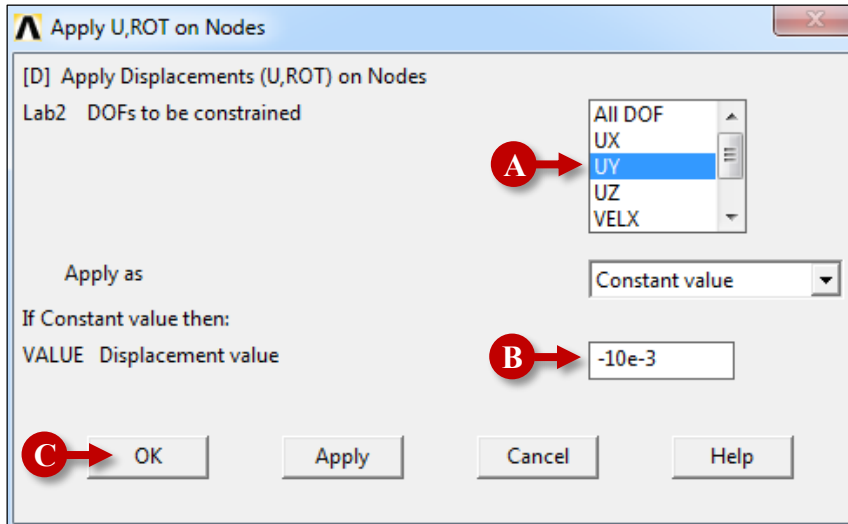 Apply U,ROT on Nodes
[D] Apply Displacements (U,ROT) on Nodes
Lab2 DOFs to be constrained
All DOF
UX
A
UY
UZ
VELX
Apply as
Constant value
If Constant value then:
VALUE Displacement value
B
-10e-3
C
OK
Apply
Cancel
Help